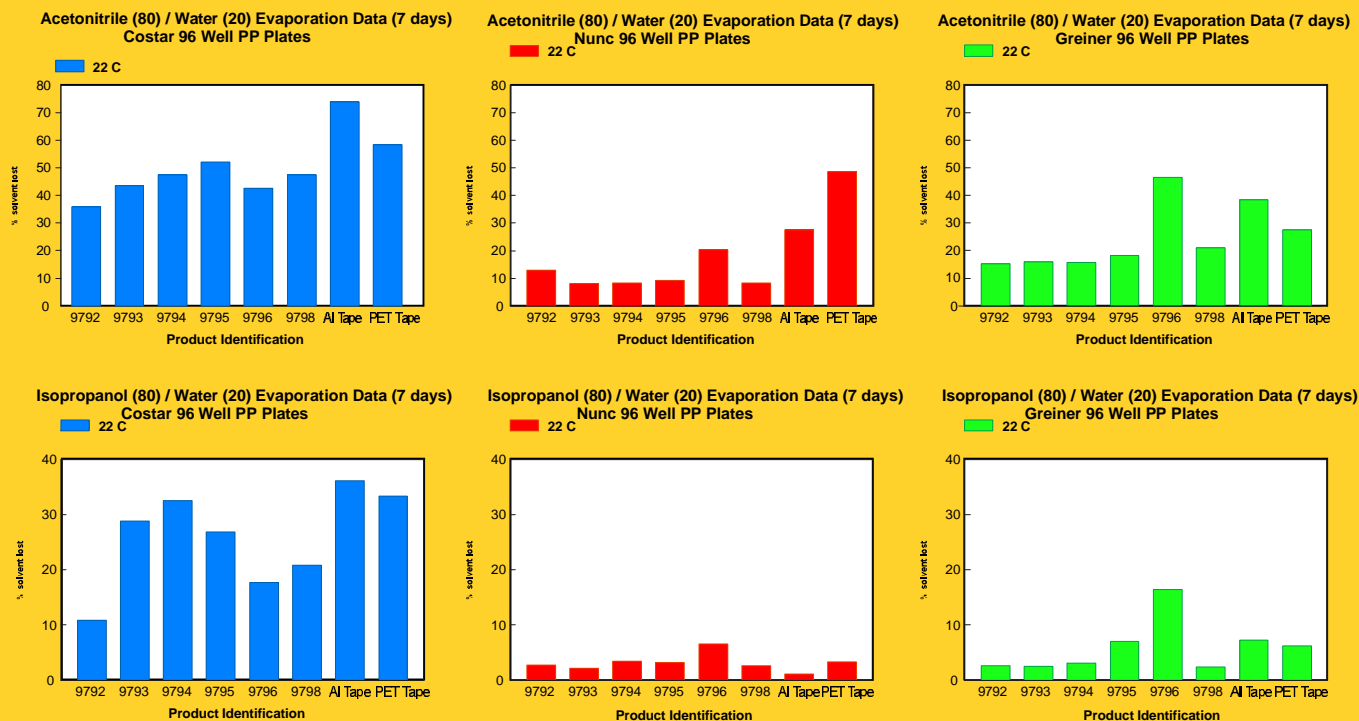 Acetonitrile (80) / Water (20) Evaporation Data (7 days)
Costar 96 Well PP Plates
22 C
80
70
60
50
40
30
20
10
0
% solvent lost
9792 9793 9794 9795 9796 9798 Al Tape PET Tape
Product Identification
Acetonitrile (80) / Water (20) Evaporation Data (7 days)
Nunc 96 Well PP Plates
22 C
80
70
60
50
40
30
20
10
0
% solvent lost
9792 9793 9794 9795 9796 9798 Al Tape PET Tape
Product Identification
Acetonitrile (80) / Water (20) Evaporation Data (7 days)
Greiner 96 Well PP Plates
22 C
80
70
60
50
40
30
20
10
0
% solvent lost
9792 9793 9794 9795 9796 9798 Al Tape PET Tape
Product Identification
Isopropanol (80) / Water (20) Evaporation Data (7 days)
Costar 96 Well PP Plates
22 C
40
30
20
10
0
% solvent lost
9792 9793 9794 9795 9796 9798 Al Tape PET Tape
Product Identification
Isopropanol (80) / Water (20) Evaporation Data (7 days)
Nunc 96 Well PP Plates
22 C
40
30
20
10
0
% solvent lost
9792 9793 9794 9795 9796 9798 Al Tape PET Tape
Product Identification
Isopropanol (80) / Water (20) Evaporation Data (7 days)
Greiner 96 Well PP Plates
22 C
40
30
20
10
0
% solvent lost
9792 9793 9794 9795 9796 9798 Al Tape PET Tape
Product Identification